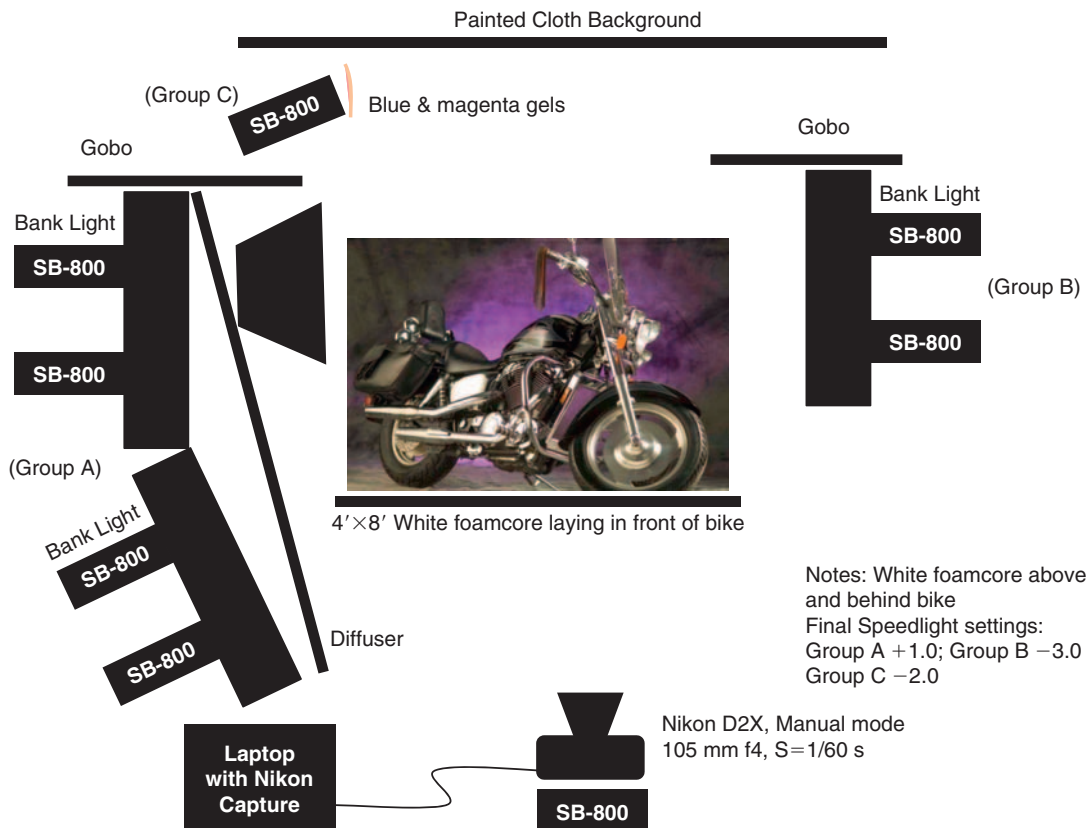 Painted Cloth Background
(Group C)
SB-800
Blue & magenta gels
Gobo
Gobo
Bank Light
SB-800
SB-800
Bank Light
SB-800
(Group B)
SB-800
(Group A)
4′×8′ White foamcore laying in front of bike
Bank Light
SB-800
SB-800
Diffuser
Notes: White foamcore above
and behind bike
Final Speedlight settings:
Group A +1.0; Group B −3.0
Group C −2.0
Laptop
with Nikon
Capture
Nikon D2X, Manual mode
105 mm f4, S=1/60 s
SB-800